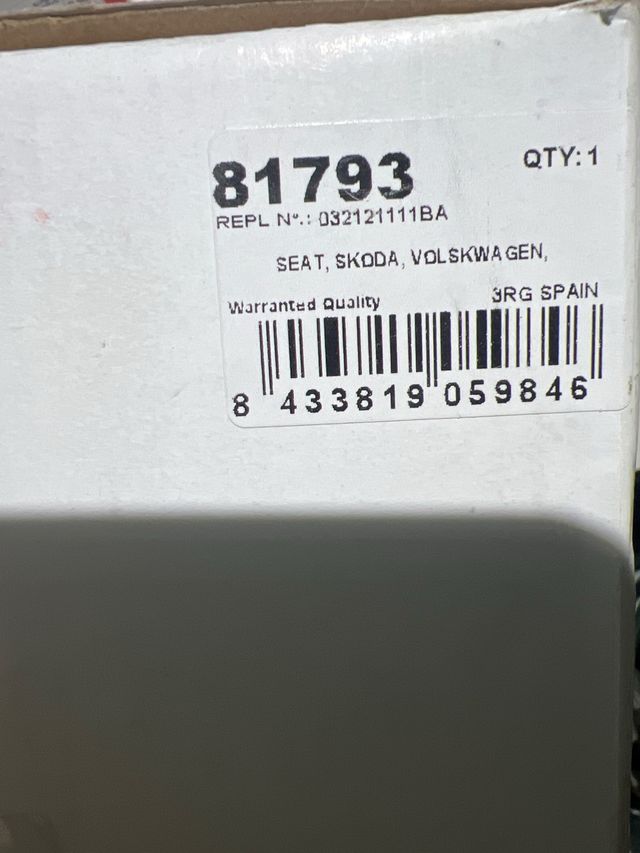 81793
QTY: 1
REPL Nº.: 032121111BA
SEAT, SKODA, VOLSKWAGEN,
Warranted Quality
3RG SPAIN
8 433819 059846